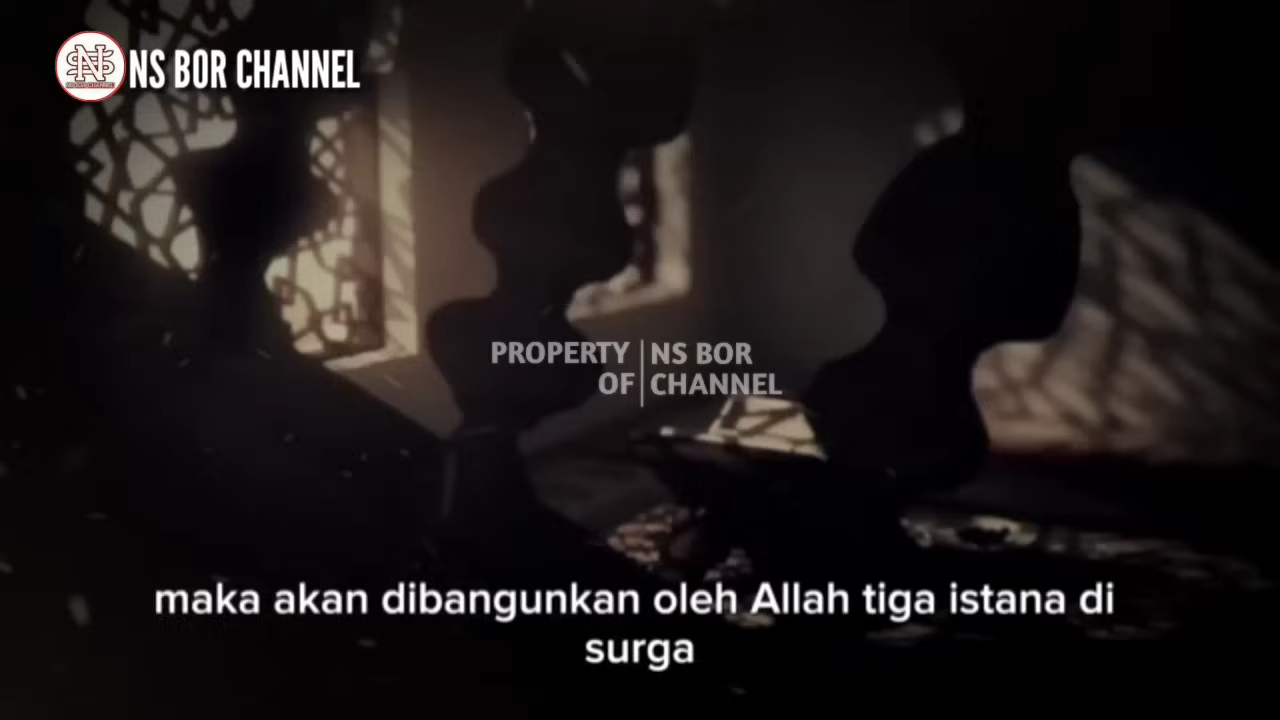 NS BOR CHANNEL
PROPERTY OF
NS BOR CHANNEL
maka akan dibangunkan oleh Allah tiga istana di
surga